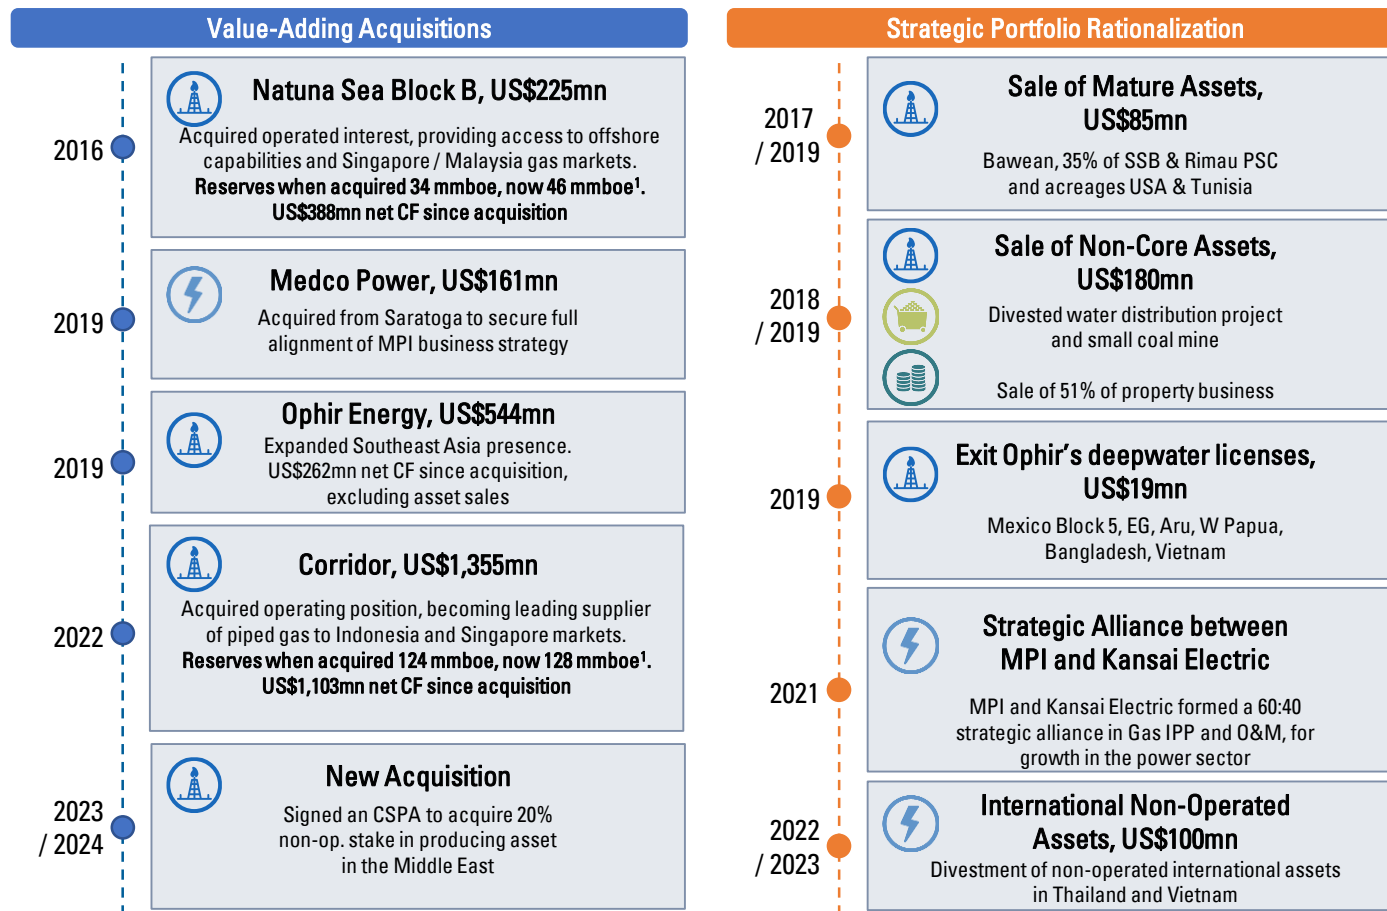 Value-Adding Acquisitions
2016
Natuna Sea Block B, US$225mn
Acquired operated interest, providing access to offshore
capabilities and Singapore / Malaysia gas markets.
Reserves when acquired 34 mmboe, now 46 mmboe¹.
US$388mn net CF since acquisition
2019
Medco Power, US$161mn
Acquired from Saratoga to secure full
alignment of MPI business strategy
2019
Ophir Energy, US$544mn
Expanded Southeast Asia presence.
US$262mn net CF since acquisition,
excluding asset sales
2022
Corridor, US$1,355mn
Acquired operating position, becoming leading supplier
of piped gas to Indonesia and Singapore markets.
Reserves when acquired 124 mmboe, now 128 mmboe¹.
US$1,103mn net CF since acquisition
2023
/ 2024
New Acquisition
Signed an CSPA to acquire 20%
non-op. stake in producing asset
in the Middle East
Strategic Portfolio Rationalization
2017
/ 2019
Sale of Mature Assets,
US$85mn
Bawean, 35% of SSB & Rimau PSC
and acreages USA & Tunisia
2018
/ 2019
Sale of Non-Core Assets,
US$180mn
Divested water distribution project
and small coal mine
Sale of 51% of property business
2019
Exit Ophir’s deepwater licenses,
US$19mn
Mexico Block 5, EG, Aru, W Papua,
Bangladesh, Vietnam
2021
Strategic Alliance between
MPI and Kansai Electric
MPI and Kansai Electric formed a 60:40
strategic alliance in Gas IPP and O&M, for
growth in the power sector
2022
/ 2023
International Non-Operated
Assets, US$100mn
Divestment of non-operated international assets
in Thailand and Vietnam